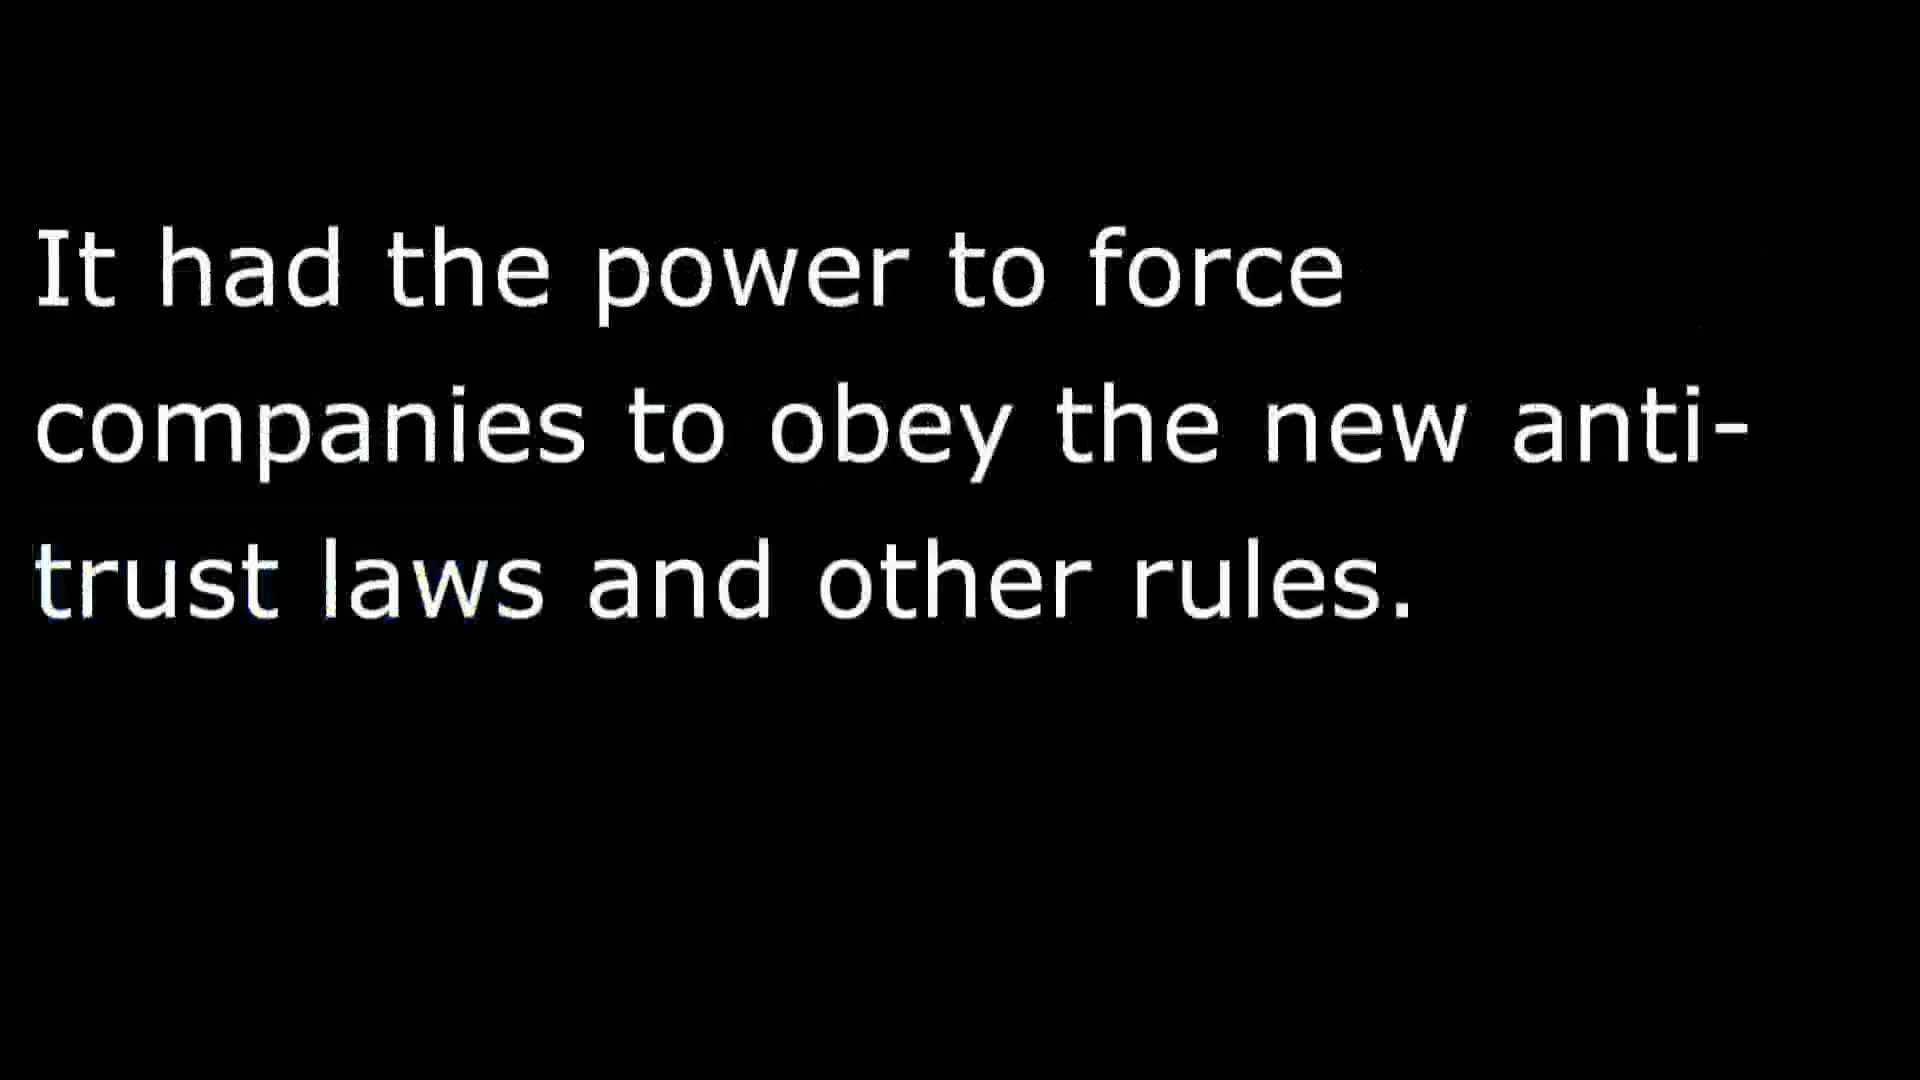 It had the power to force
companies to obey the new anti-
trust laws and other rules.